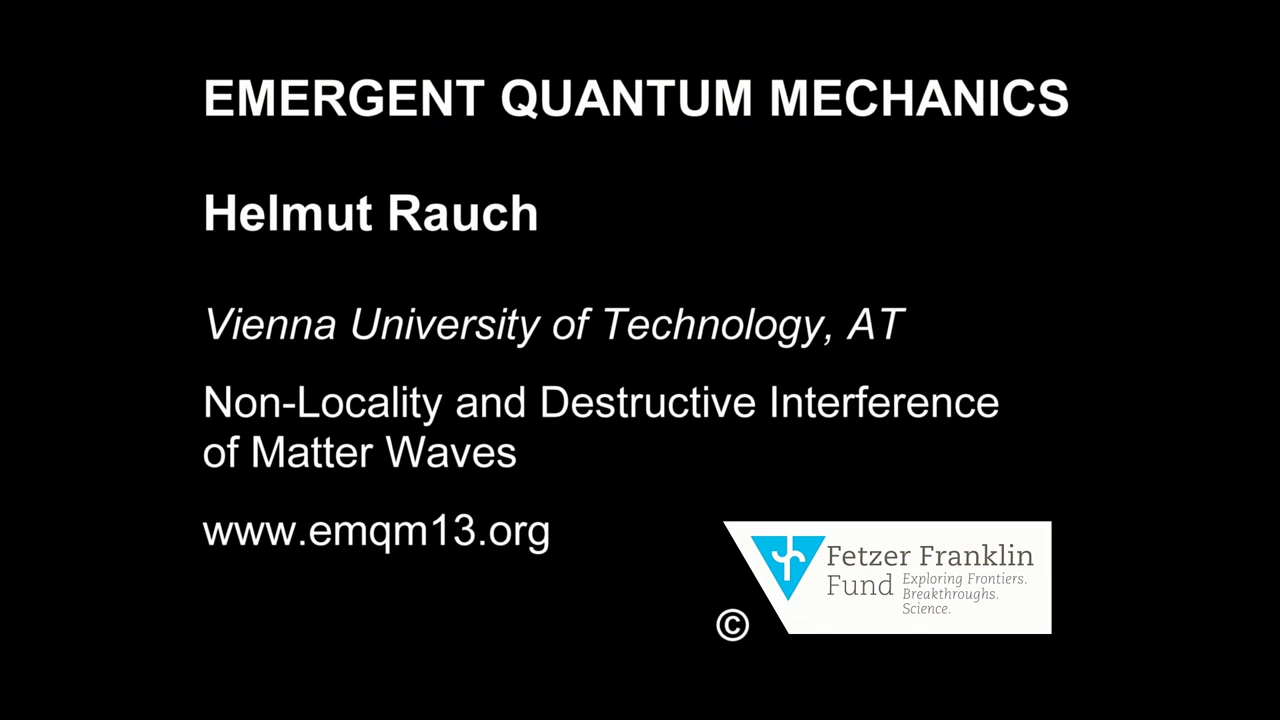 EMERGENT QUANTUM MECHANICS
Helmut Rauch
Vienna University of Technology, AT
Non-Locality and Destructive Interference
of Matter Waves
www.emqm13.org
©
Fetzer Franklin
Fund
Exploring Frontiers.
Breakthroughs.
Science.